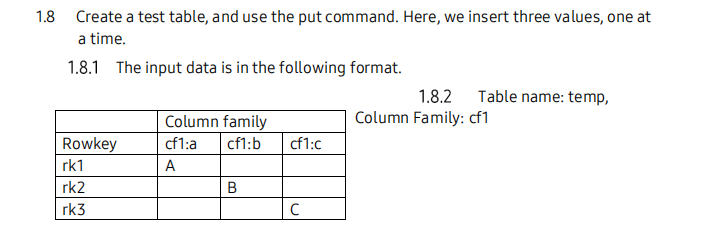 1.8 Create a test table, and use the put command. Here, we insert three values, one at
a time.
1.8.1 The input data is in the following format.
1.8.2 Table name: temp,
Column Family: cf1
Column family
Rowkey cf1:a cf1:b cf1:c
rk1 A
rk2 B
rk3 C